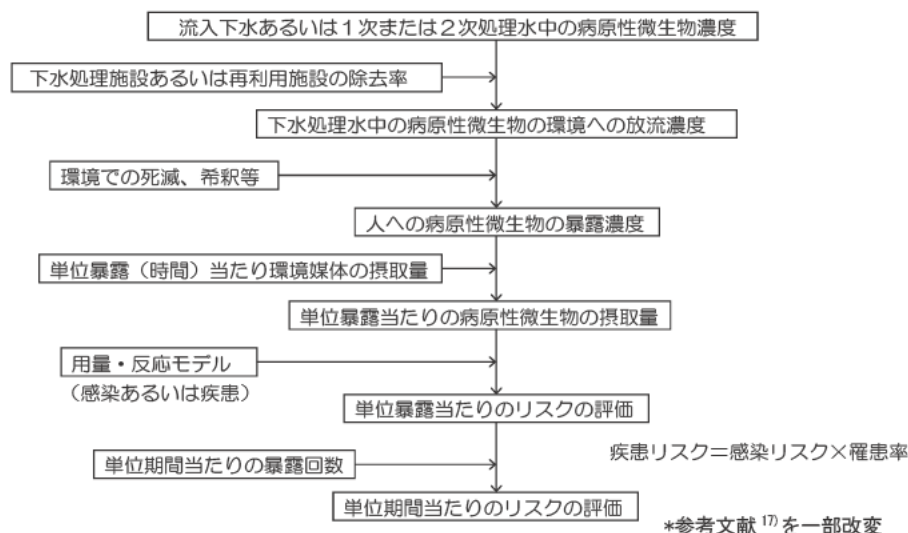 流入下水あるいは１次または２次処理水中の病原性微生物濃度
下水処理施設あるいは再利用施設の除去率
下水処理水中の病原性微生物の環境への放流濃度
環境での死滅、希釈等
人への病原性微生物の暴露濃度
単位暴露（時間）当たり環境媒体の摂取量
単位暴露当たりの病原性微生物の摂取量
用量・反応モデル
（感染あるいは疾患）
単位暴露当たりのリスクの評価
疾患リスク＝感染リスク×罹患率
単位期間当たりの暴露回数
単位期間当たりのリスクの評価
*参考文献 17) を一部改変